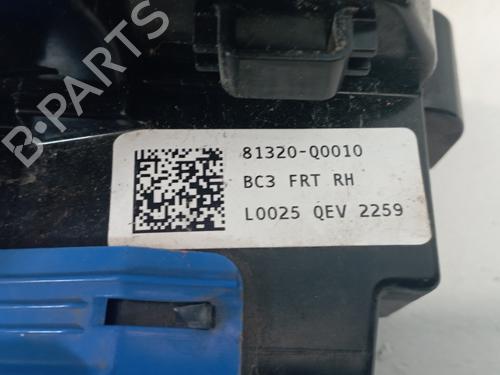 B-PARTS
81320-Q0010
BC3 FRT RH
L0025 QEV 2259